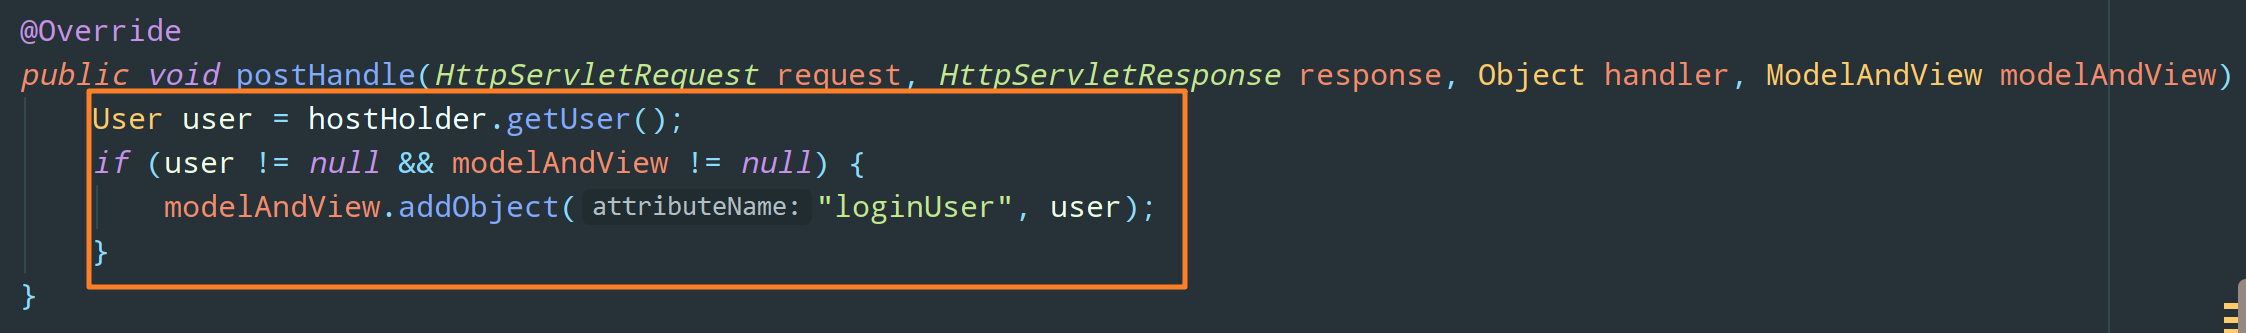 @Override
public void postHandle(HttpServletRequest request, HttpServletResponse response, Object handler, ModelAndView modelAndView)
User user = hostHolder.getUser();
if (user != null && modelAndView != null) {
modelAndView.addObject( attributeName: "loginUser", user);
}
}